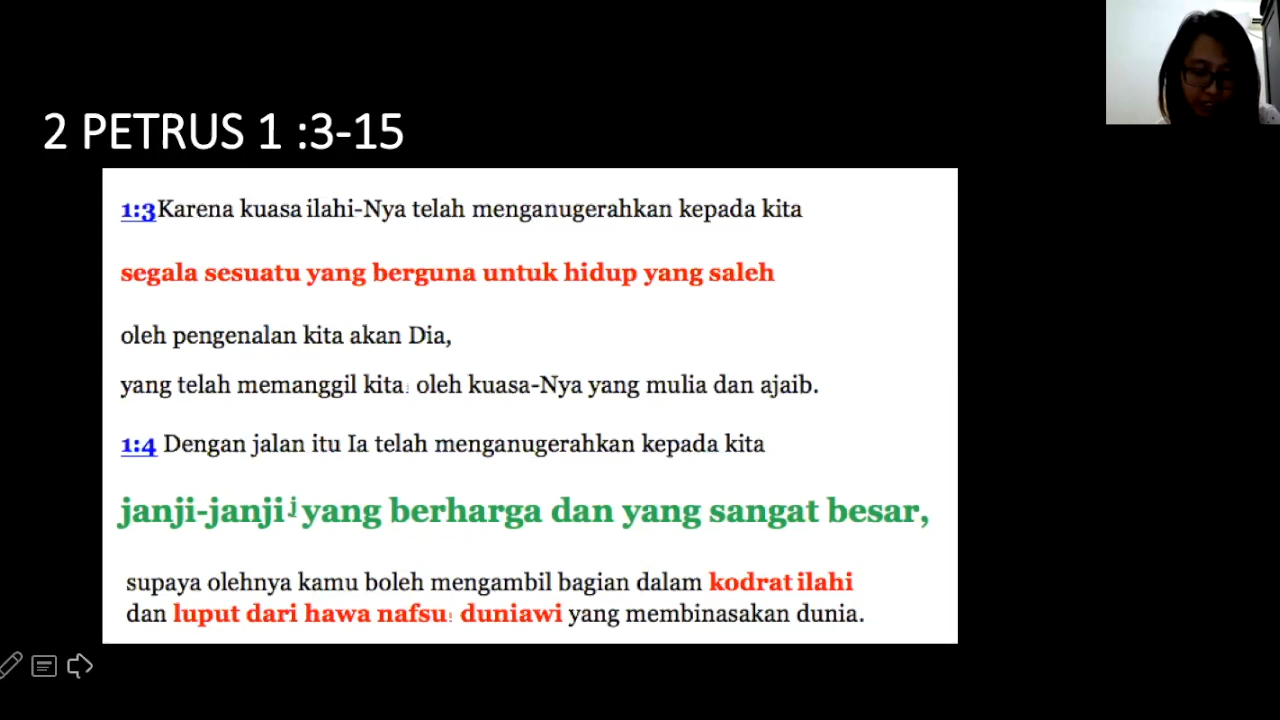 2 PETRUS 1 :3-15
1:3Karena kuasa ilahi-Nya telah menganugerahkan kepada kita
segala sesuatu yang berguna untuk hidup yang saleh
oleh pengenalan kita akan Dia,
yang telah memanggil kita oleh kuasa-Nya yang mulia dan ajaib.
1:4 Dengan jalan itu Ia telah menganugerahkan kepada kita
janji-janji j yang berharga dan yang sangat besar,
supaya olehnya kamu boleh mengambil bagian dalam kodrat ilahi
dan luput dari hawa nafsu duniawi yang membinasakan dunia.